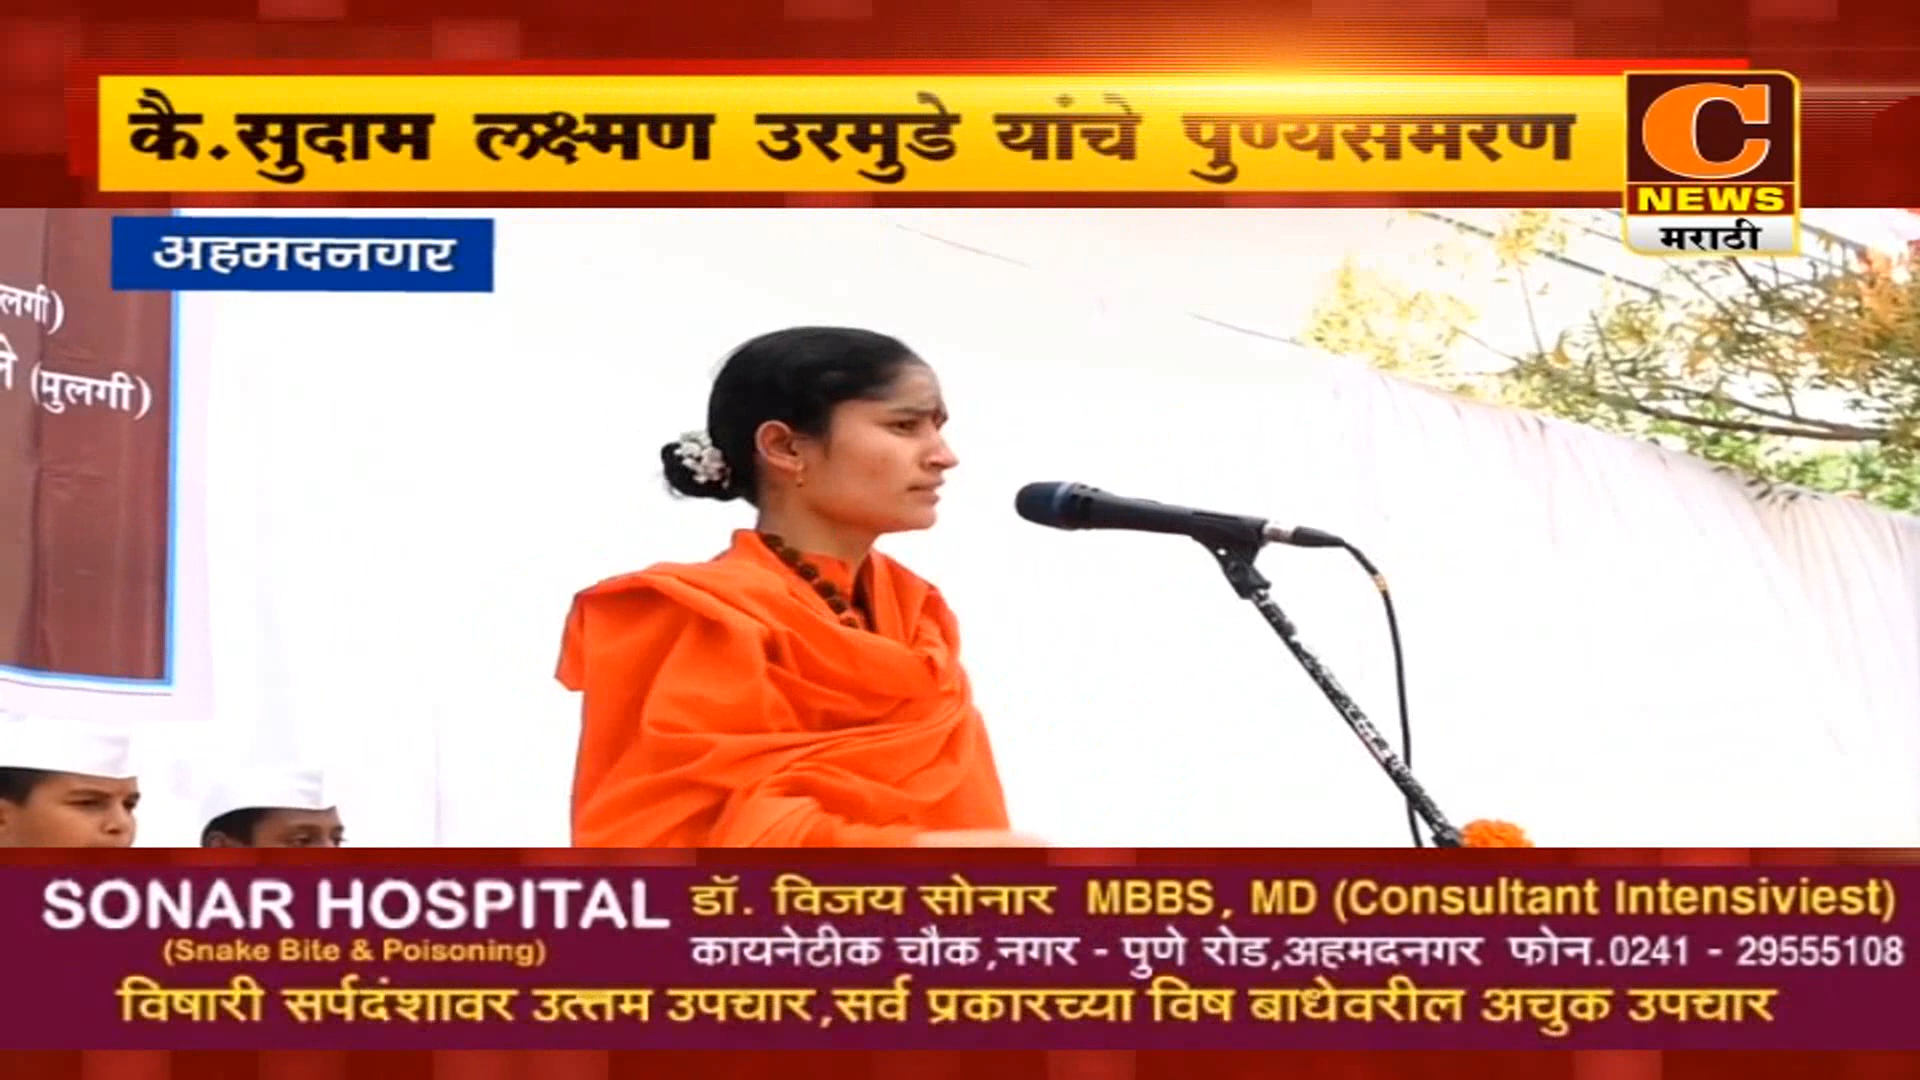 कै.सुदाम लक्ष्मण उरमुडे यांचे पुण्यसमरण
C
NEWS
मराठी
अहमदनगर
लगी)
ले (मुलगी)
SONAR HOSPITAL
(Snake Bite & Poisoning)
डॉ. विजय सोनार MBBS, MD (Consultant Intensiviest)
कायनेटीक चौक,नगर - पुणे रोड,अहमदनगर फोन.0241 - 29555108
विषारी सर्पदंशावर उत्तम उपचार,सर्व प्रकारच्या विष बाधेवरील अचुक उपचार